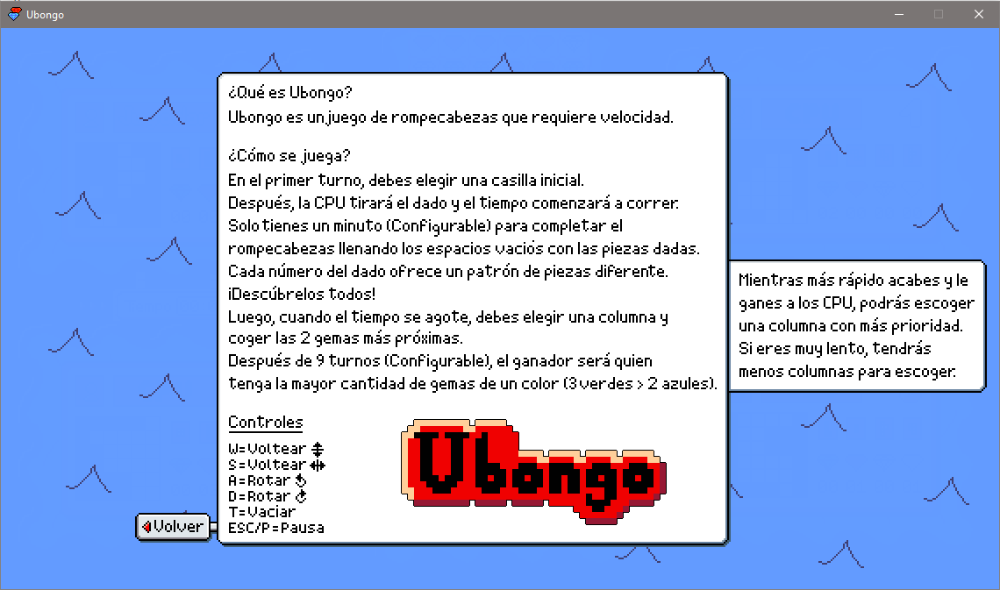 Ubongo
¿Qué es Ubongo?
Ubongo es un juego de rompecabezas que requiere velocidad.
¿Cómo se juega?
En el primer turno, debes elegir una casilla inicial.
Después, la CPU tirará el dado y el tiempo comenzará a correr.
Solo tienes un minuto (Configurable) para completar el
rompecabezas llenando los espacios vacios con las piezas dadas.
Cada número del dado ofrece un patrón de piezas diferente.
¡Descúbrelos todos!
Luego, cuando el tiempo se agote, debes elegir una columna y
coger las 2 gemas más próximas.
Después de 9 turnos (Configurable), el ganador será quien
tenga la mayor cantidad de gemas de un color (3 verdes > 2 azules).
Mientras más rápido acabes y le
ganes a los CPU, podrás escoger
una columna con más prioridad.
Si eres muy lento, tendrás
menos columnas para escoger.
Controles
W=Voltear
S=Voltear
A=Rotar
D=Rotar
T=Vaciar
ESC/P=Pausa
Ubongo
Volver